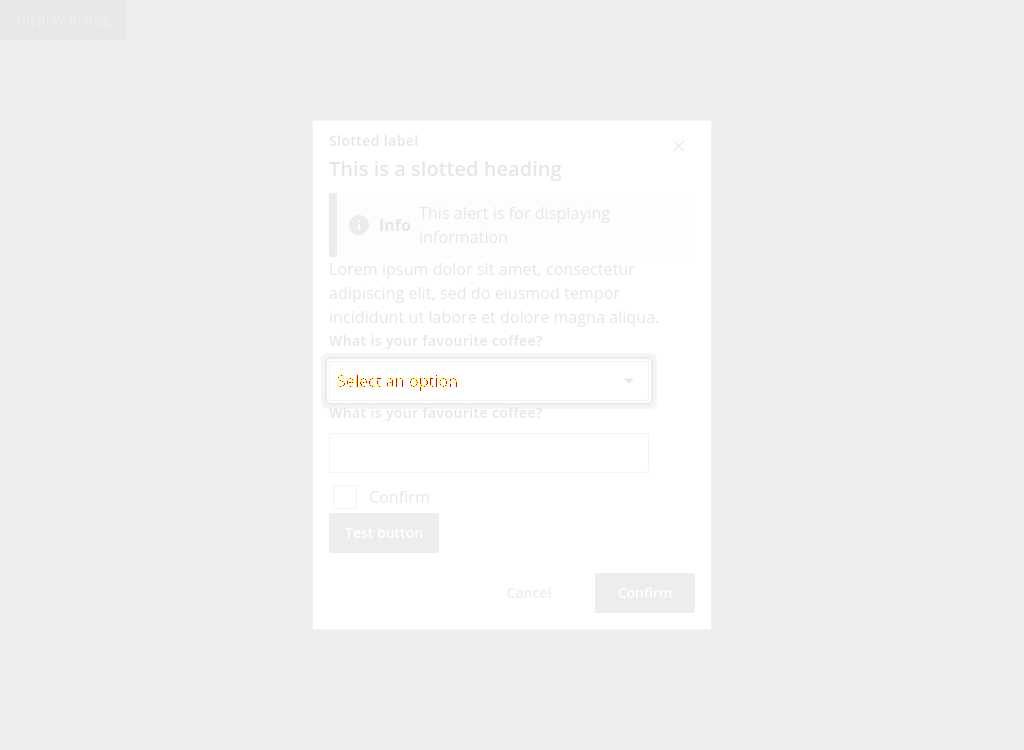 Display dialog
Slotted label
This is a slotted heading
Info
This alert is for displaying
information
Lorem ipsum dolor sit amet, consectetur
adipiscing elit, sed do eiusmod tempor
incididunt ut labore et dolore magna aliqua.
What is your favourite coffee?
Select an option
What is your favourite coffee?
Confirm
Test button
Cancel
Confirm